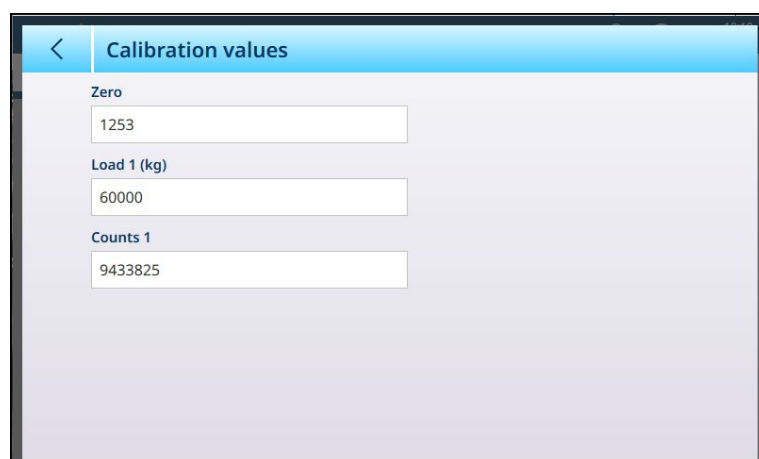 Calibration values
Zero
1253
Load 1 (kg)
60000
Counts 1
9433825